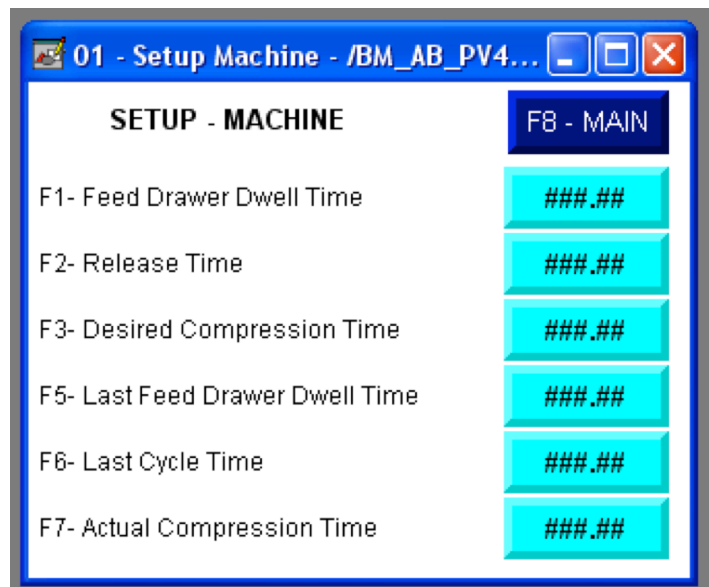 01 - Setup Machine - /BM_AB_PV4...
SETUP - MACHINE
F8 - MAIN
F1- Feed Drawer Dwell Time ###.##
F2- Release Time ###.##
F3- Desired Compression Time ###.##
F5- Last Feed Drawer Dwell Time ###.##
F6- Last Cycle Time ###.##
F7- Actual Compression Time ###.##